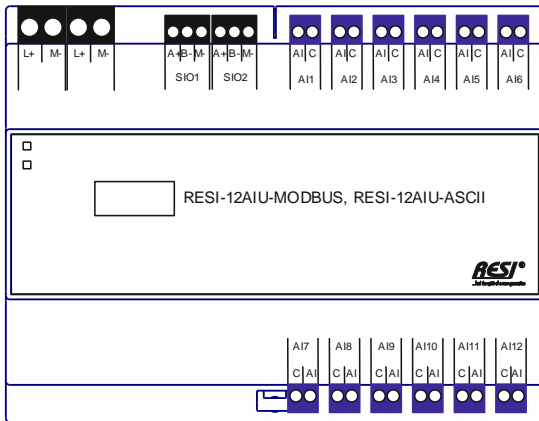 L+ M- L+ M- A+ B- M- A+ B- M- AI C AI C AI C AI C AI C AI C
SIO1 SIO2 AI1 AI2 AI3 AI4 AI5 AI6
RESI-12AIU-MODBUS, RESI-12AIU-ASCII
RESI®
AI7 AI8 AI9 AI10 AI11 AI12
C AI C AI C AI C AI C AI C AI